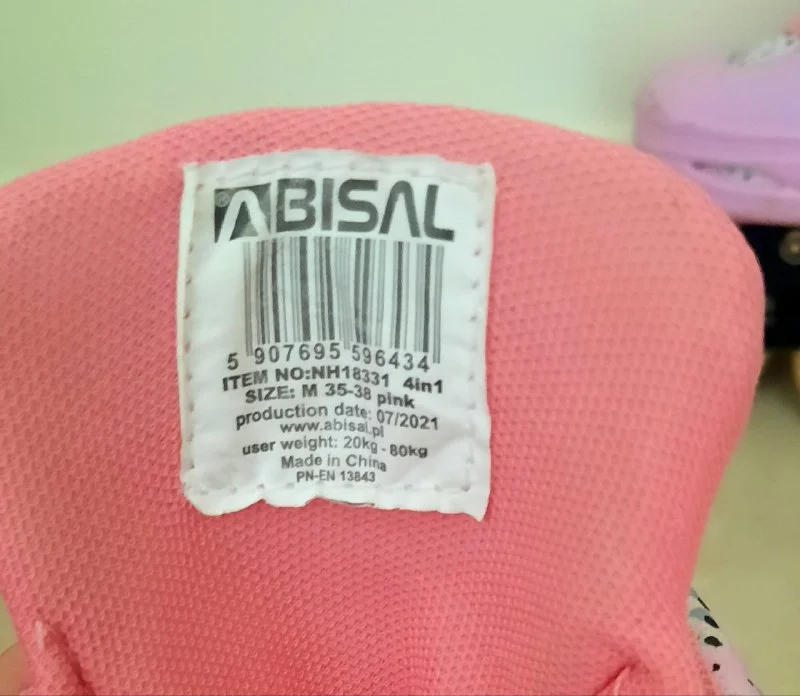 ABISAL
5 907695 596434
ITEM NO:NH18331 4in1
SIZE: M 35-38 pink
production date: 07/2021
www.abisal.pl
user weight: 20kg - 80kg
Made in China
PN-EN 13843